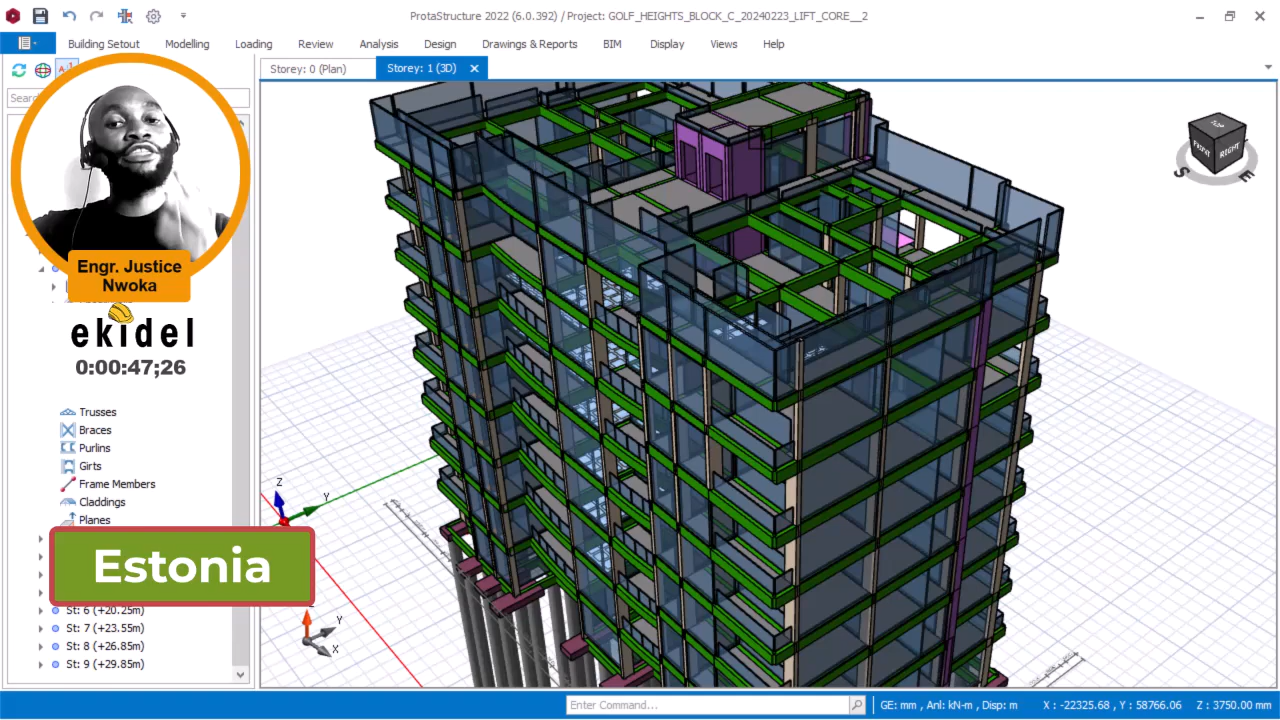 ProtaStructure 2022 (6.0.392) / Project: GOLF_HEIGHTS_BLOCK_C_20240223_LIFT_CORE__2
Building Setout Modelling Loading Review Analysis Design Drawings & Reports BIM Display Views Help
Storey: 0 (Plan) Storey: 1 (3D)
Engr. Justice
Nwoka
ekidel
0:00:47;26
Trusses
Braces
Purlins
Girts
Frame Members
Claddings
Planes
Estonia
St: 6 (+20.25m)
St: 7 (+23.55m)
St: 8 (+26.85m)
St: 9 (+29.85m)
TOP
FRONT RIGHT
S E
Z
Y
Y
X
Enter Command... GE: mm , Anl: kN-m , Disp: m X : -22325.68 , Y : 58766.06 Z : 3750.00 mm